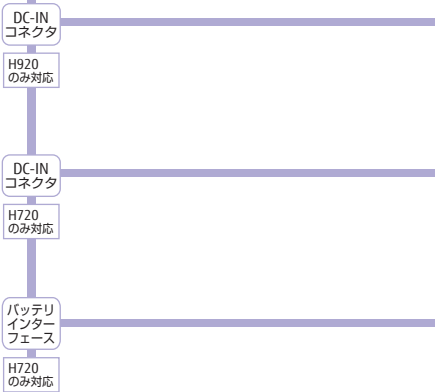 DC-IN
コネクタ
H920
のみ対応
DC-IN
コネクタ
H720
のみ対応
バッテリ
インター
フェース
H720
のみ対応